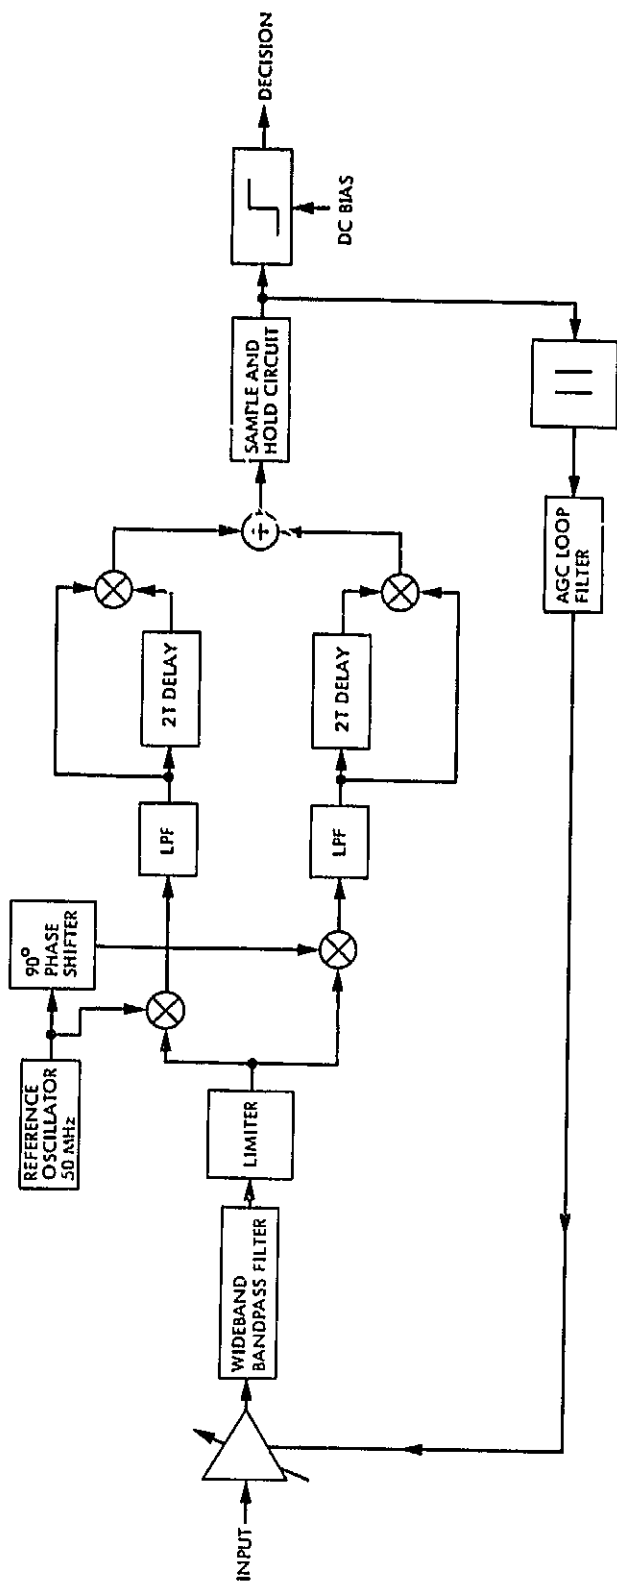 INPUT
WIDEBAND
BANDPASS FILTER
LIMITER
REFERENCE
OSCILLATOR
50 MHz
90°
PHASE
SHIFTER
LPF
LPF
2T DELAY
2T DELAY
+
SAMPLE AND
HOLD CIRCUIT
DC BIAS
DECISION
AGC LOOP
FILTER